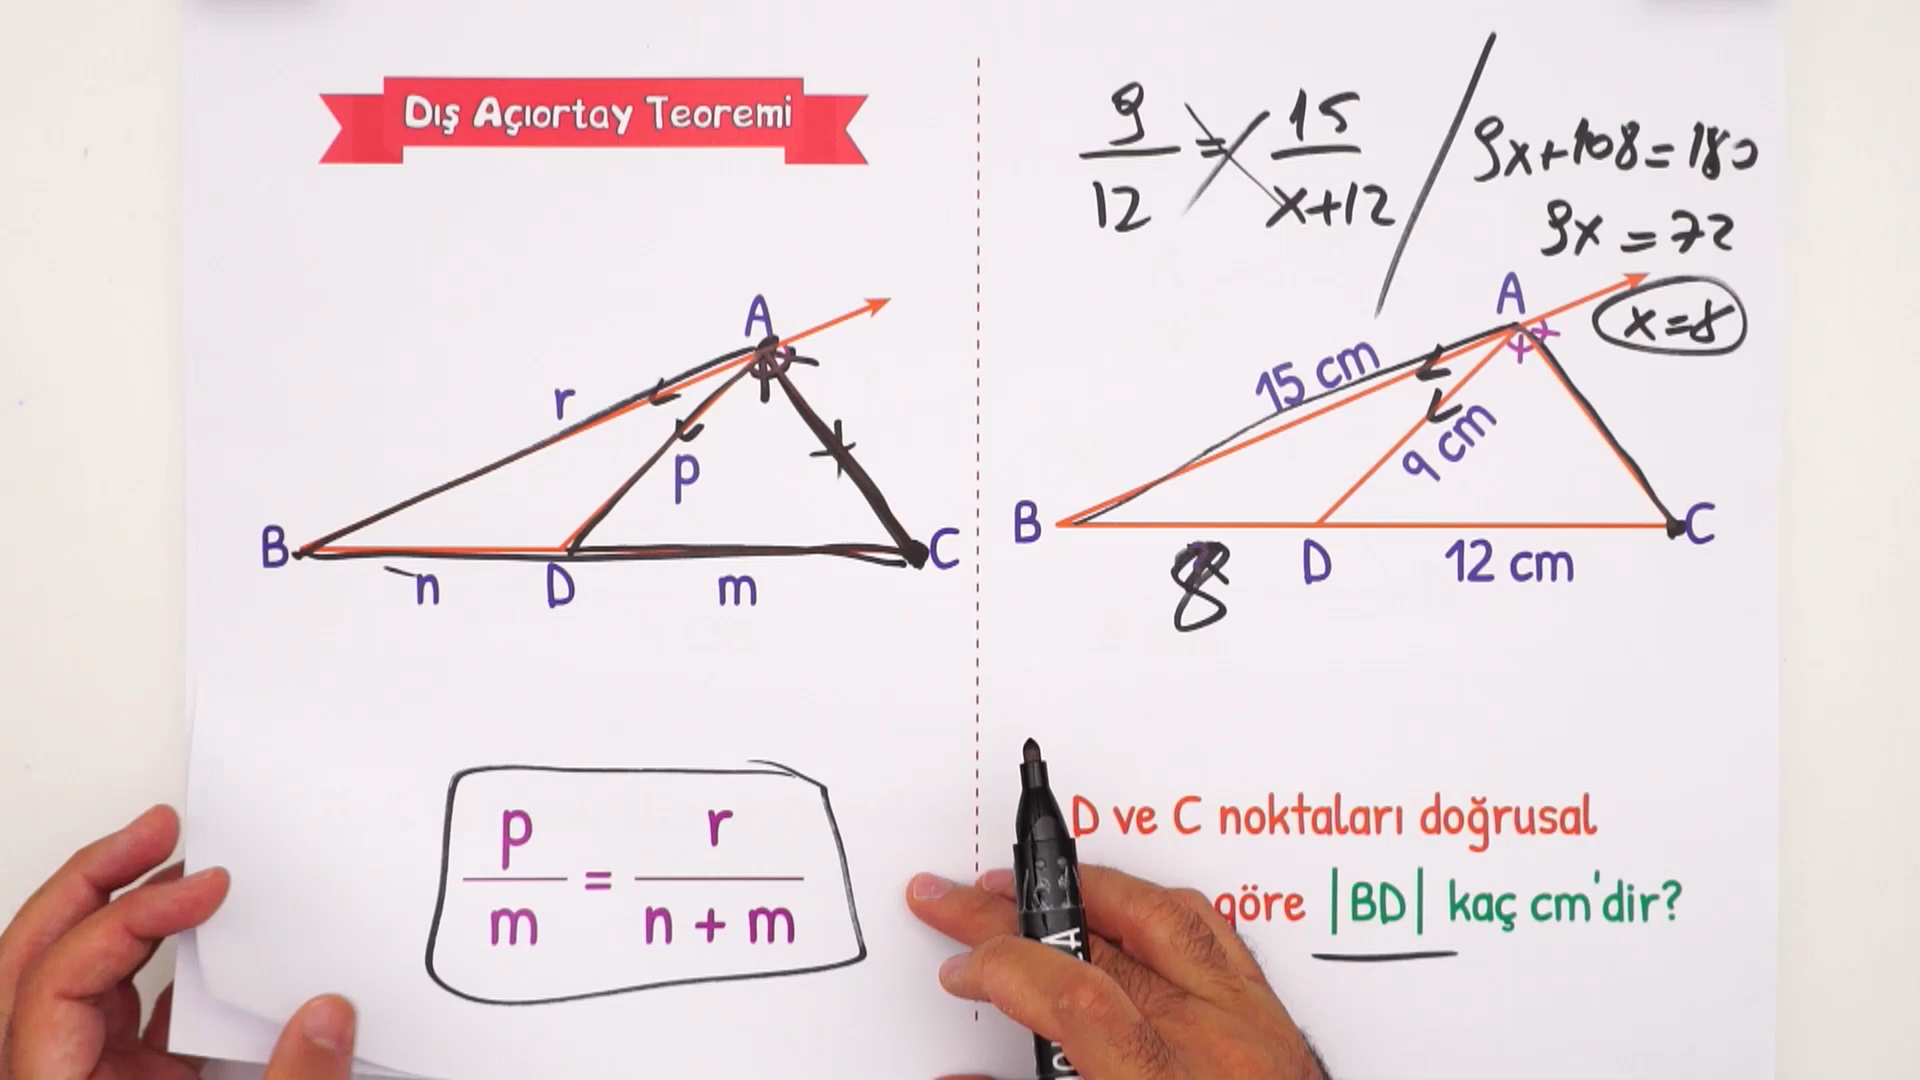 Dış Açıortay Teoremi
A
r
p
B
C
n
D
m
p
m
=
r
n + m
9
12
=
15
x+12
9x+108=180
9x = 72
x=8
A
15 cm
9 cm
B
C
8
D
12 cm
D ve C noktaları doğrusal
göre |BD| kaç cm'dir?